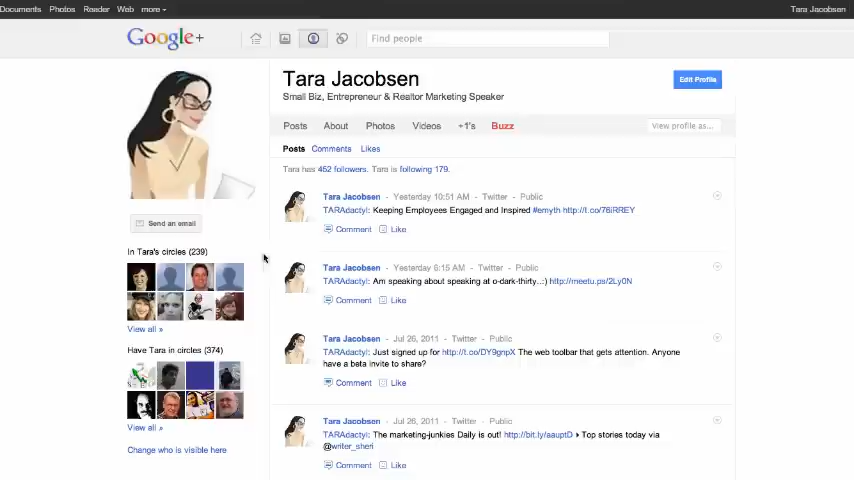 Documents Photos Reader Web more Tara Jacobsen
Google+ Find people
Tara Jacobsen Edit Profile
Small Biz, Entrepreneur & Realtor Marketing Speaker
Posts About Photos Videos +1's Buzz View profile as...
Posts Comments Likes
Tara has 452 followers. Tara is following 179.
Tara Jacobsen - Yesterday 10:51 AM - Twitter - Public
TARAdactyl: Keeping Employees Engaged and Inspired #emyth http://t.co/76iRREY
Comment Like
Tara Jacobsen - Yesterday 6:15 AM - Twitter - Public
TARAdactyl: Am speaking about speaking at o-dark-thirty...:) http://meetu.ps/2Ly0N
Comment Like
Tara Jacobsen - Jul 26, 2011 - Twitter - Public
TARAdactyl: Just signed up for http://t.co/DY9gnpX The web toolbar that gets attention. Anyone
have a beta invite to share?
Comment Like
Tara Jacobsen - Jul 26, 2011 - Twitter - Public
TARAdactyl: The marketing-junkies Daily is out! http://bit.ly/aauptD ▸ Top stories today via
@writer_sheri
Comment Like
Send an email
In Tara's circles (239)
View all »
Have Tara in circles (374)
View all »
Change who is visible here